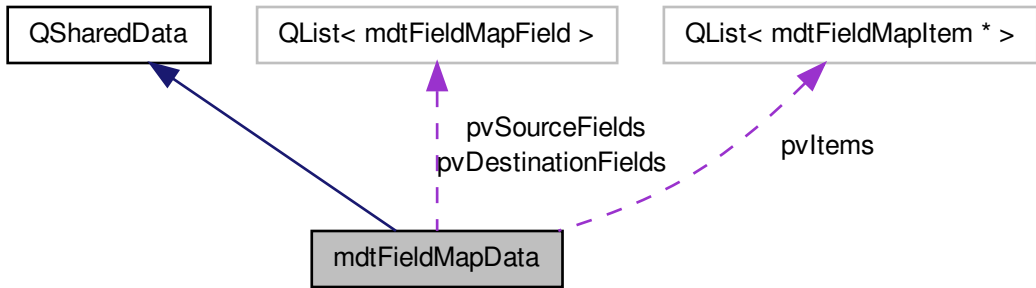 QSharedData
QList< mdtFieldMapField >
QList< mdtFieldMapItem * >
pvSourceFields
pvDestinationFields
pvItems
mdtFieldMapData